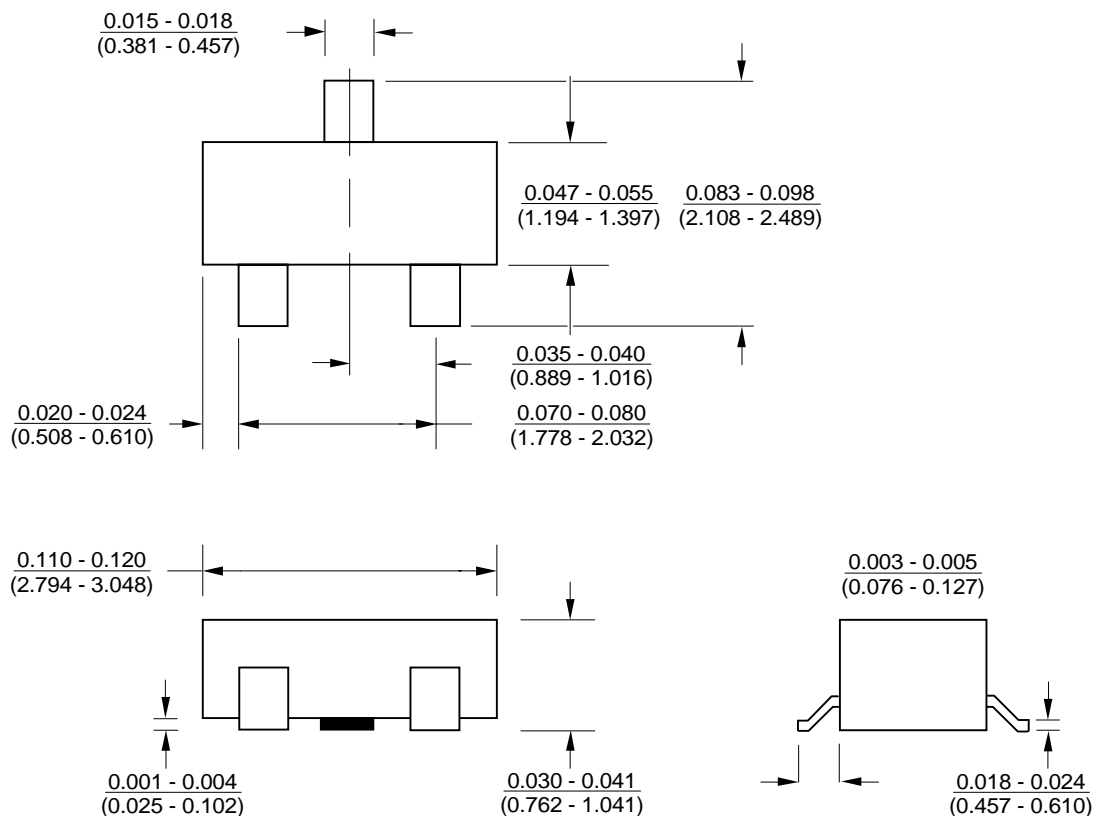 0.015 - 0.018
(0.381 - 0.457)
0.047 - 0.055
(1.194 - 1.397)
0.083 - 0.098
(2.108 - 2.489)
0.035 - 0.040
(0.889 - 1.016)
0.020 - 0.024
(0.508 - 0.610)
0.070 - 0.080
(1.778 - 2.032)
0.110 - 0.120
(2.794 - 3.048)
0.003 - 0.005
(0.076 - 0.127)
0.001 - 0.004
(0.025 - 0.102)
0.030 - 0.041
(0.762 - 1.041)
0.018 - 0.024
(0.457 - 0.610)